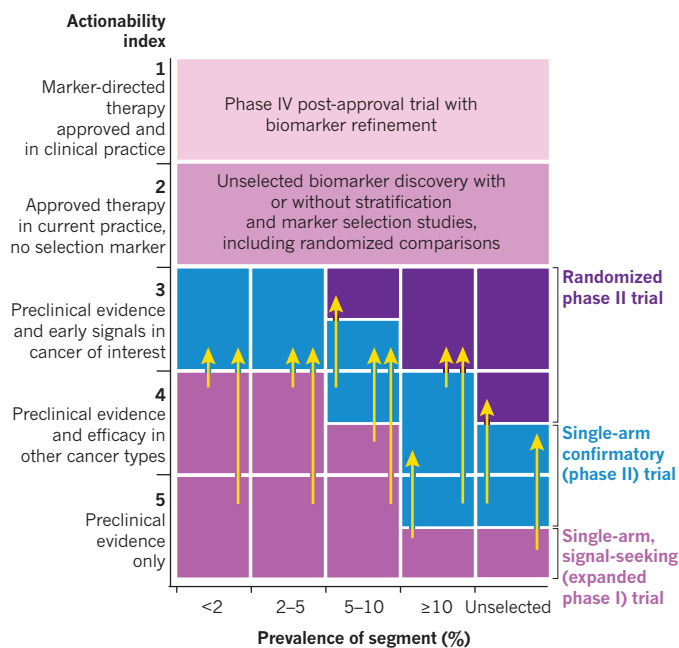 Actionability
index
1
Marker-directed
therapy
approved and
in clinical practice
Phase IV post-approval trial with
biomarker refinement
2
Approved therapy
in current practice,
no selection marker
Unselected biomarker discovery with
or without stratification
and marker selection studies,
including randomized comparisons
3
Preclinical evidence
and early signals in
cancer of interest
Randomized
phase II trial
4
Preclinical evidence
and efficacy in
other cancer types
Single-arm
confirmatory
(phase II) trial
5
Preclinical
evidence
only
Single-arm,
signal-seeking
(expanded
phase I) trial
<2 2–5 5–10 ≥10 Unselected
Prevalence of segment (%)